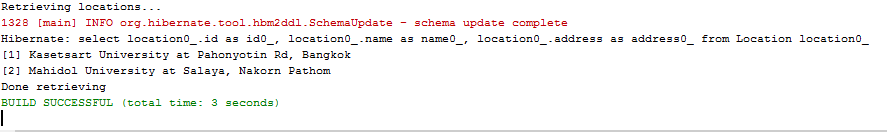 Retrieving locations...
1328 [main] INFO org.hibernate.tool.hbm2ddl.SchemaUpdate - schema update complete
Hibernate: select location0_.id as id0_, location0_.name as name0_, location0_.address as address0_ from Location location0_
[1] Kasetsart University at Pahonyotin Rd, Bangkok
[2] Mahidol University at Salaya, Nakorn Pathom
Done retrieving
BUILD SUCCESSFUL (total time: 3 seconds)